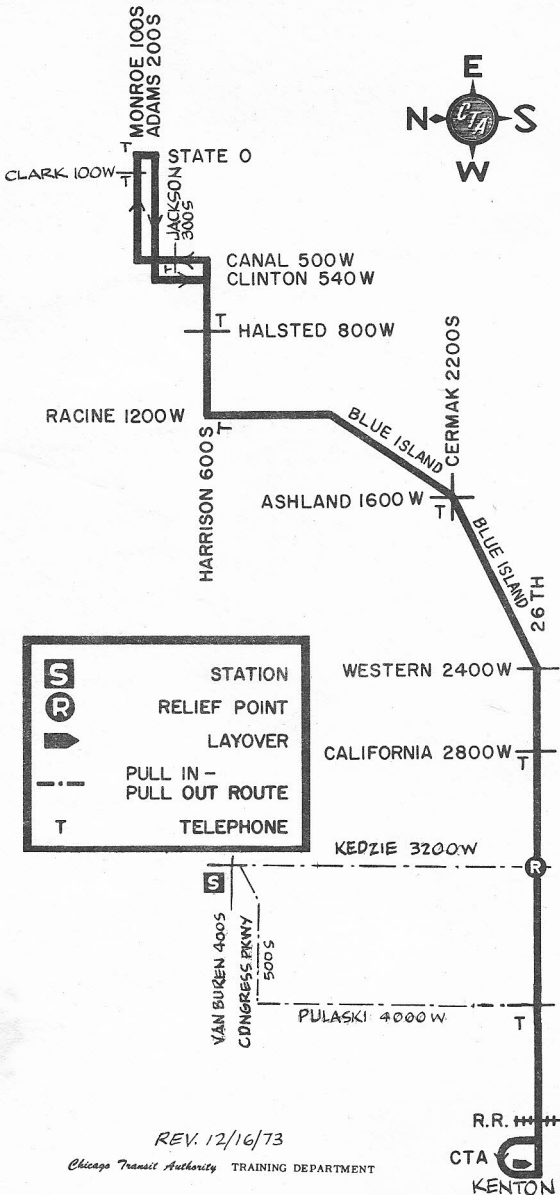 MONROE 100S
ADAMS 200S
E
N
CTA
S
W
T
STATE 0
CLARK 100W
T
JACKSON
300S
T
CANAL 500W
CLINTON 540W
T
HALSTED 800W
CERMAK 2200S
RACINE 1200W
T
BLUE ISLAND
HARRISON 600S
ASHLAND 1600W
T
BLUE ISLAND
26TH
S STATION
R RELIEF POINT
LAYOVER
PULL IN -
PULL OUT ROUTE
T TELEPHONE
WESTERN 2400W
CALIFORNIA 2800W
T
KEDZIE 3200W
R
S
VAN BUREN 400S
CONGRESS PKWY
500S
PULASKI 4000W
T
R.R.
CTA
KENTON
REV. 12/16/73
Chicago Transit Authority TRAINING DEPARTMENT